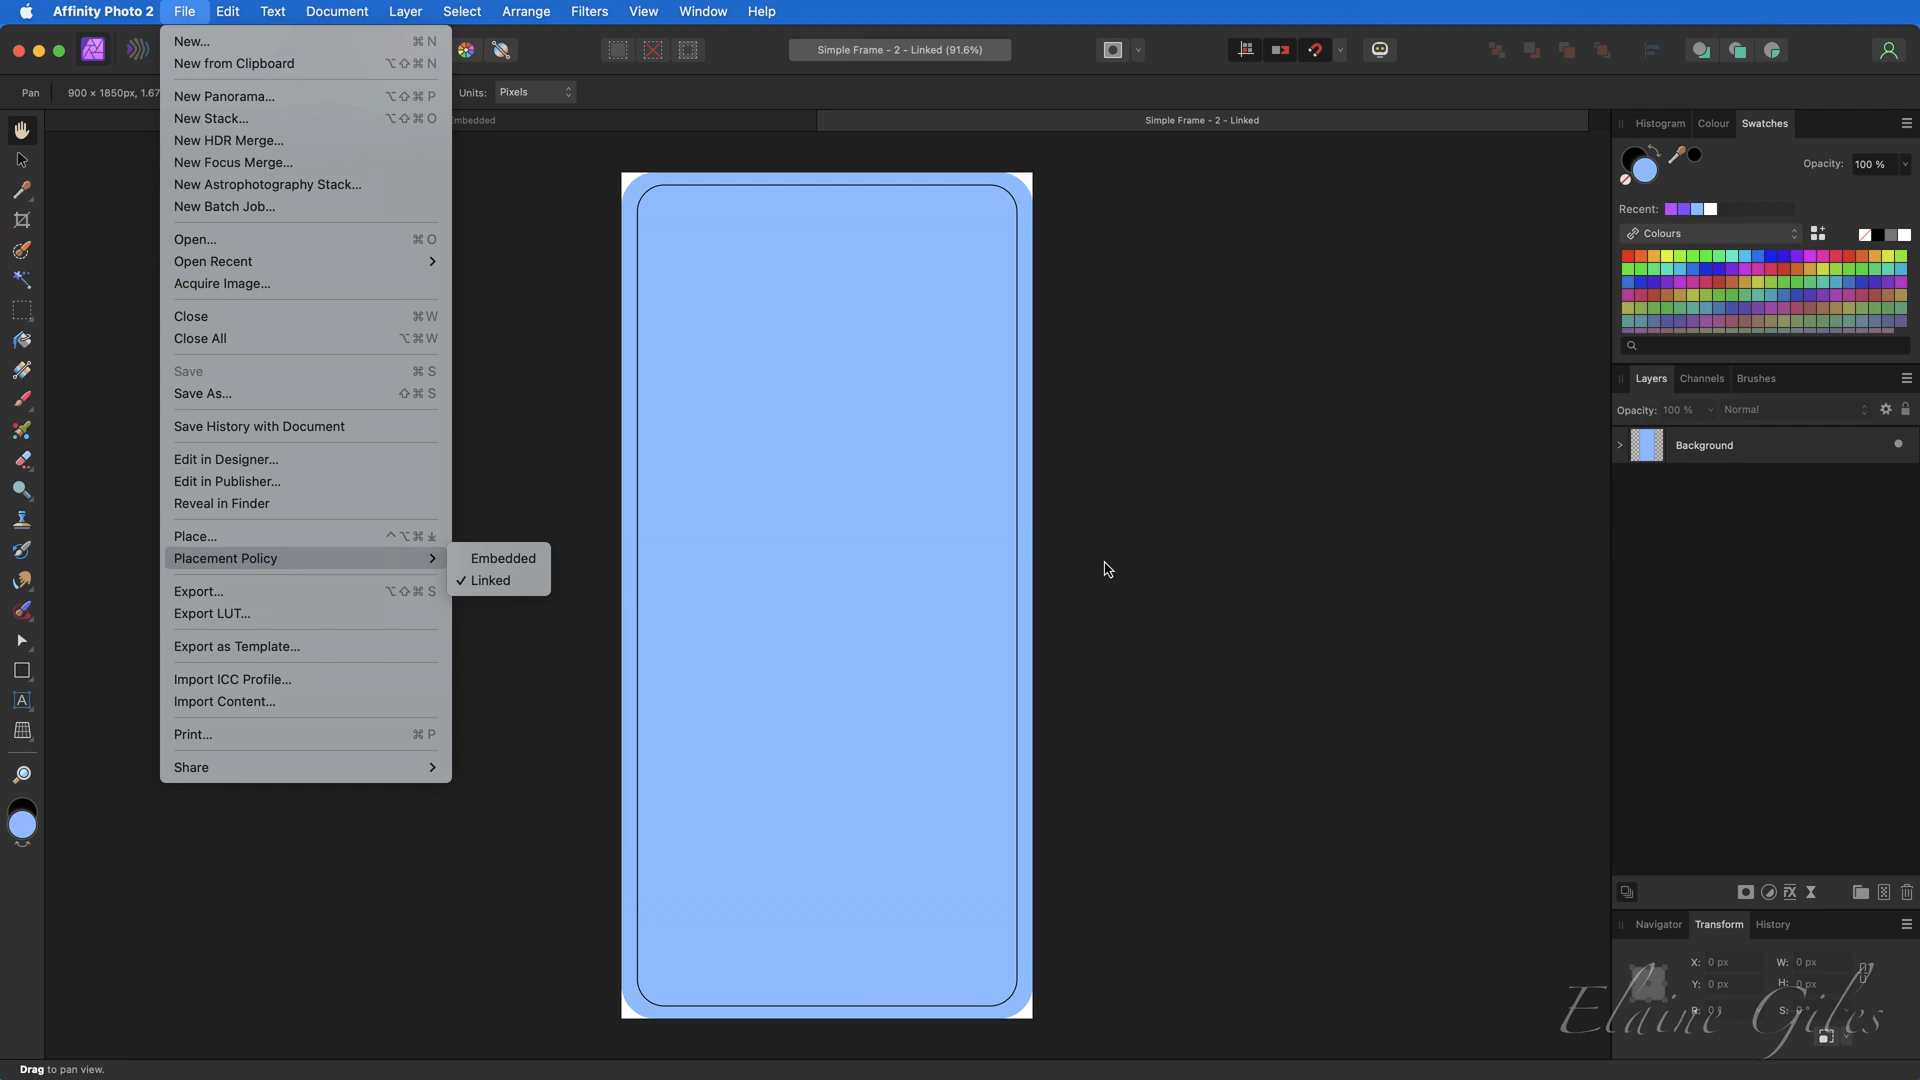 Affinity Photo 2 File Edit Text Document Layer Select Arrange Filters View Window Help
Simple Frame - 2 - Linked (91.6%)
Pan 900 × 1850px, 1.67
Units: Pixels
mbedded
Simple Frame - 2 - Linked
New... ⌘ N
New from Clipboard ⌥⇧⌘ N
New Panorama... ⌥⇧⌘ P
New Stack... ⌥⇧⌘ O
New HDR Merge...
New Focus Merge...
New Astrophotography Stack...
New Batch Job...
Open... ⌘ O
Open Recent
Acquire Image...
Close ⌘ W
Close All ⌥⌘ W
Save ⌘ S
Save As... ⇧⌘ S
Save History with Document
Edit in Designer...
Edit in Publisher...
Reveal in Finder
Place... ^⌥⌘
Placement Policy
Embedded
✓ Linked
Export... ⌥⇧⌘ S
Export LUT...
Export as Template...
Import ICC Profile...
Import Content...
Print... ⌘ P
Share
Histogram Colour Swatches
Opacity: 100 %
Recent:
Colours
Layers Channels Brushes
Opacity: 100 % Normal
Background
Navigator Transform History
X: 0 px W: 0 px
Y: 0 px H: 0 px
R: 0 ° S: 0 °
Elaine Giles
Drag to pan view.